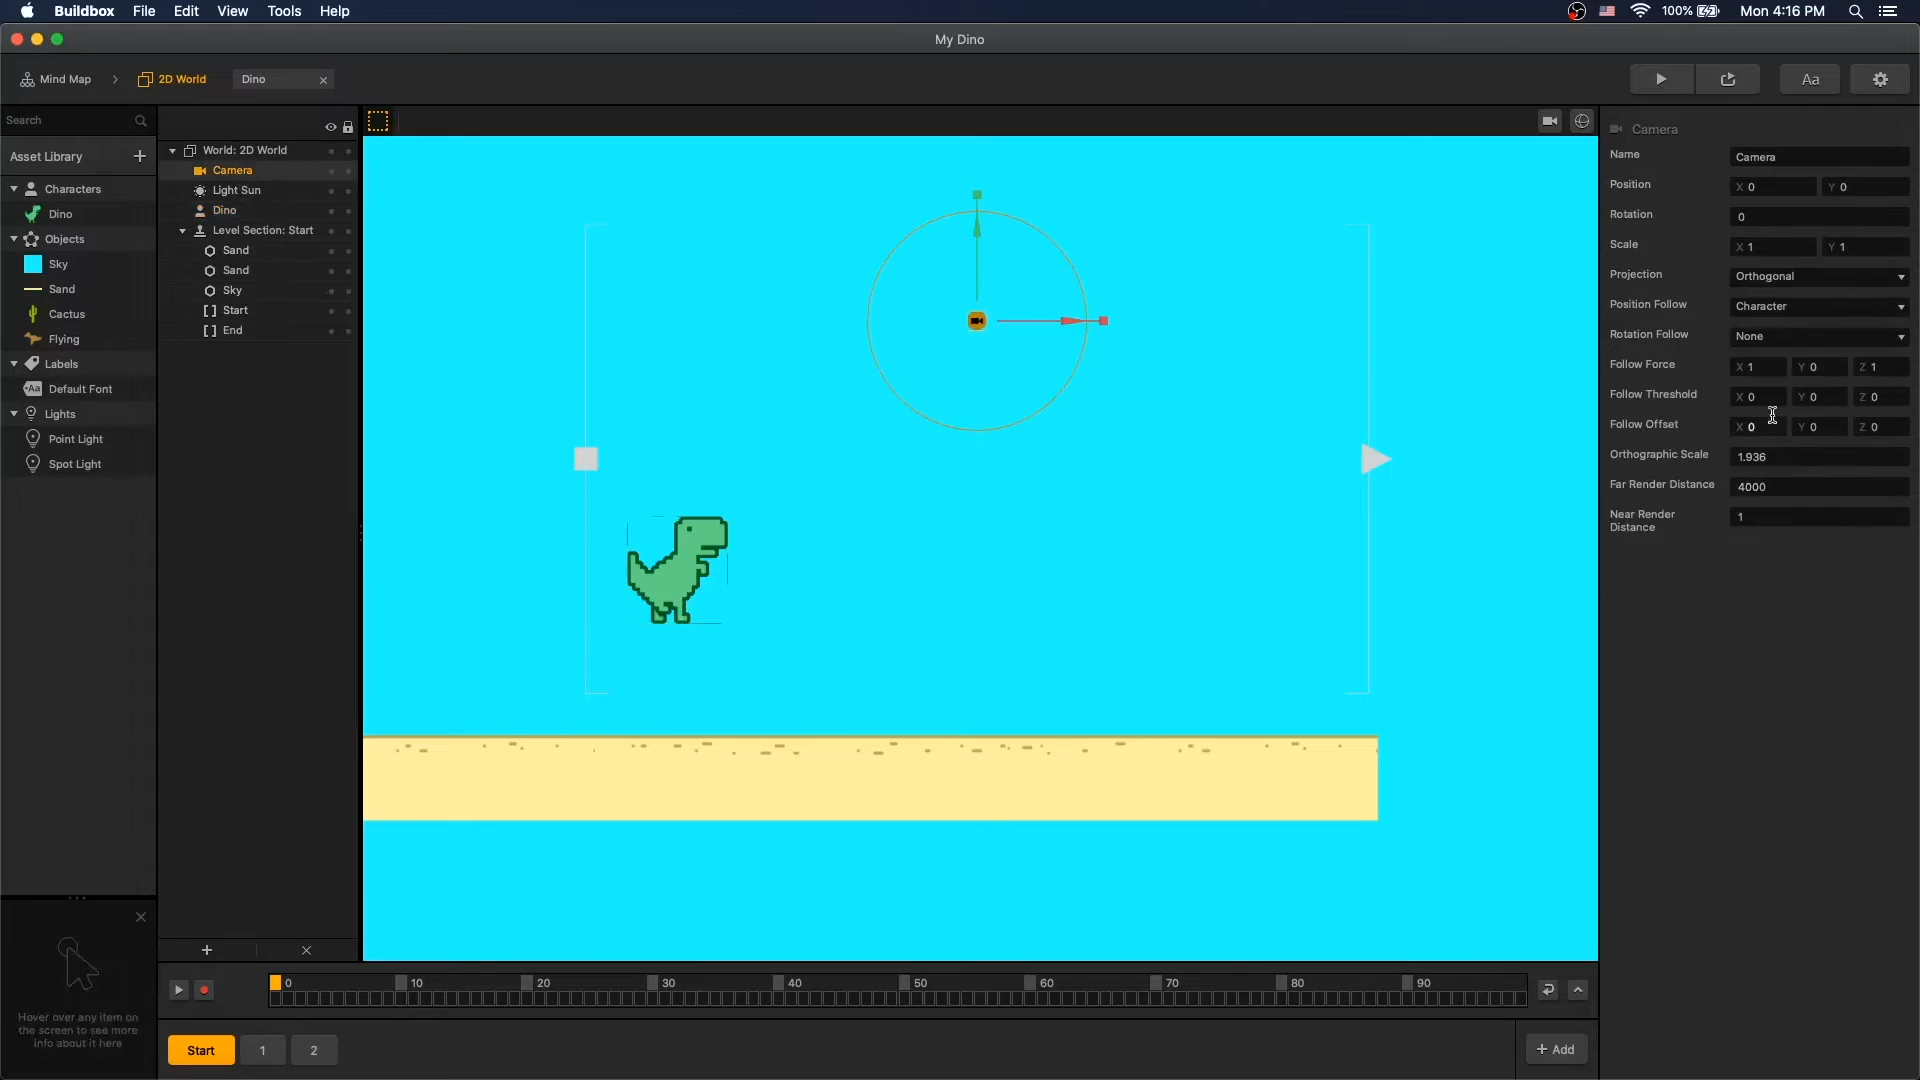 Buildbox File Edit View Tools Help
100% Mon 4:16 PM
My Dino
Mind Map 2D World Dino
Aa
Search
Asset Library
Characters
Dino
Objects
Sky
Sand
Cactus
Flying
Labels
Aa Default Font
Lights
Point Light
Spot Light
Hover over any item on
the screen to see more
info about it here
World: 2D World
Camera
Light Sun
Dino
Level Section: Start
Sand
Sand
Sky
Start
End
Camera
Name Camera
Position X 0 Y 0
Rotation 0
Scale X 1 Y 1
Projection Orthogonal
Position Follow Character
Rotation Follow None
Follow Force X 1 Y 0 Z 1
Follow Threshold X 0 Y 0 Z 0
Follow Offset X 0 Y 0 Z 0
Orthographic Scale 1.936
Far Render Distance 4000
Near Render
Distance 1
0 10 20 30 40 50 60 70 80 90
Start 1 2 + Add